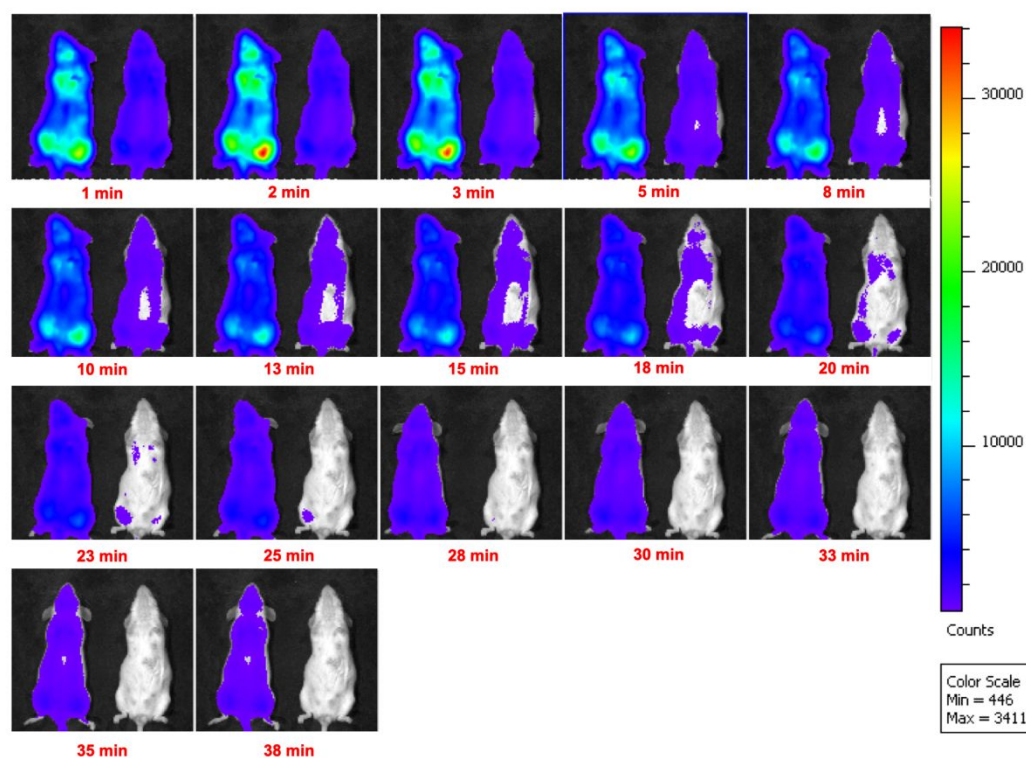 1 min 2 min 3 min 5 min 8 min
30000
10 min 13 min 15 min 18 min 20 min
20000
10000
23 min 25 min 28 min 30 min 33 min
Counts
Color Scale
Min = 446
Max = 3411
35 min 38 min